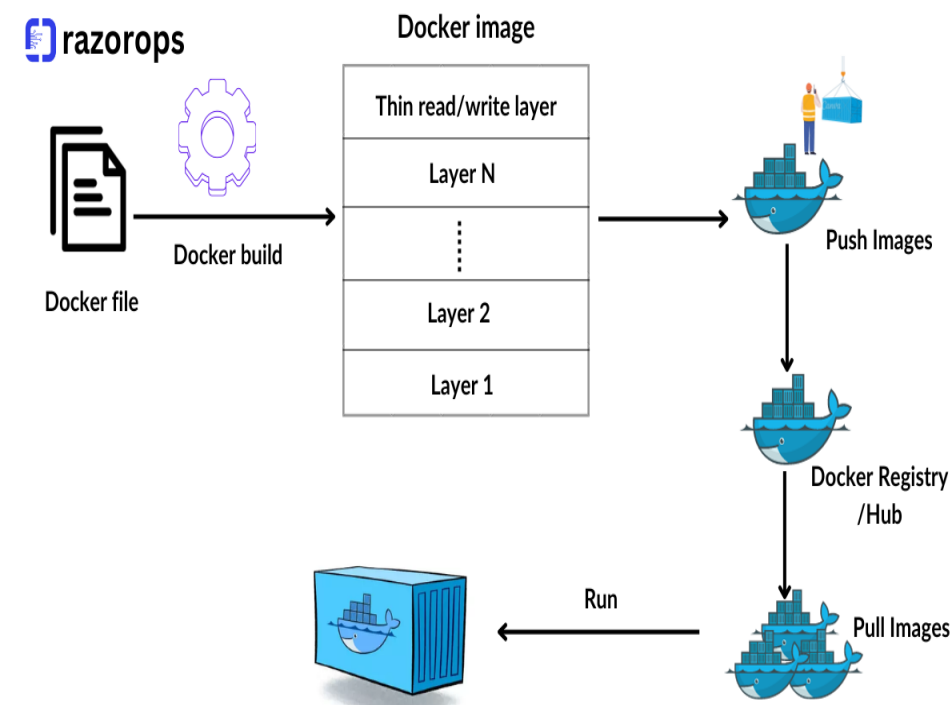 razorops
Docker image
Thin read/write layer
Layer N
Layer 2
Layer 1
Docker build
Docker file
Push Images
Docker Registry
/Hub
Pull Images
Run